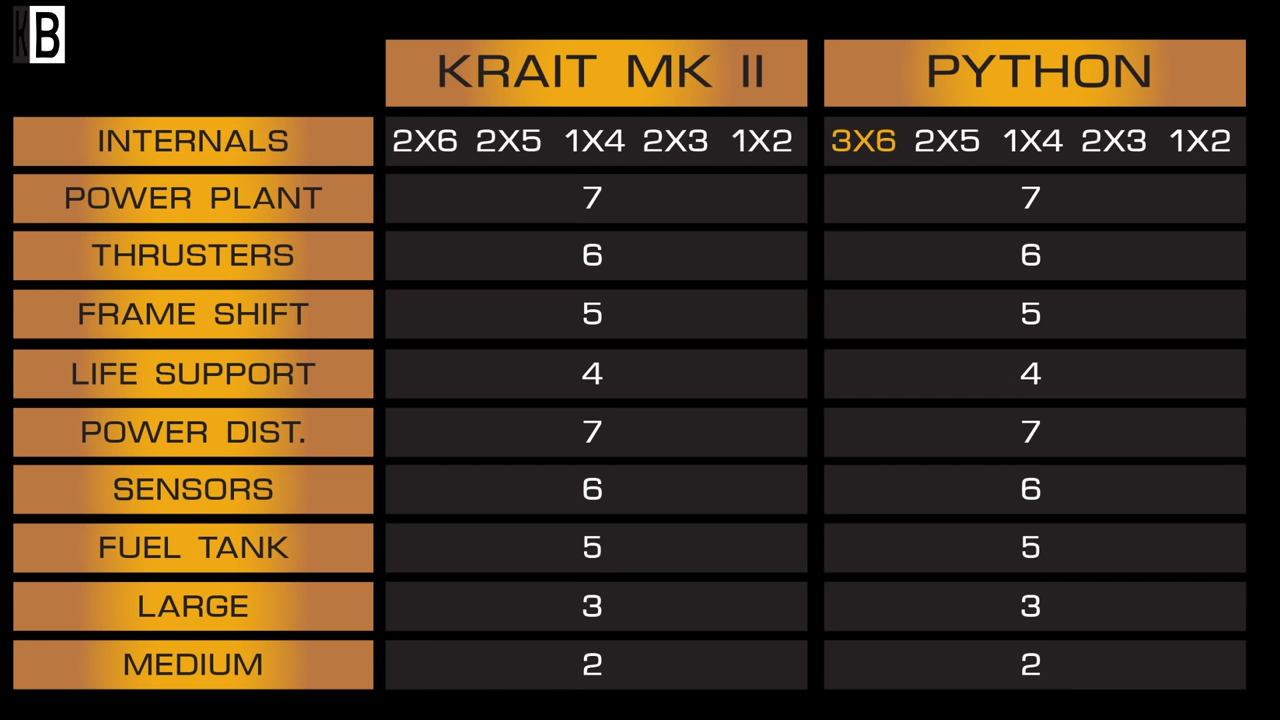 KB
KRAIT MK II PYTHON
INTERNALS 2X6 2X5 1X4 2X3 1X2 3X6 2X5 1X4 2X3 1X2
POWER PLANT 7 7
THRUSTERS 6 6
FRAME SHIFT 5 5
LIFE SUPPORT 4 4
POWER DIST. 7 7
SENSORS 6 6
FUEL TANK 5 5
LARGE 3 3
MEDIUM 2 2